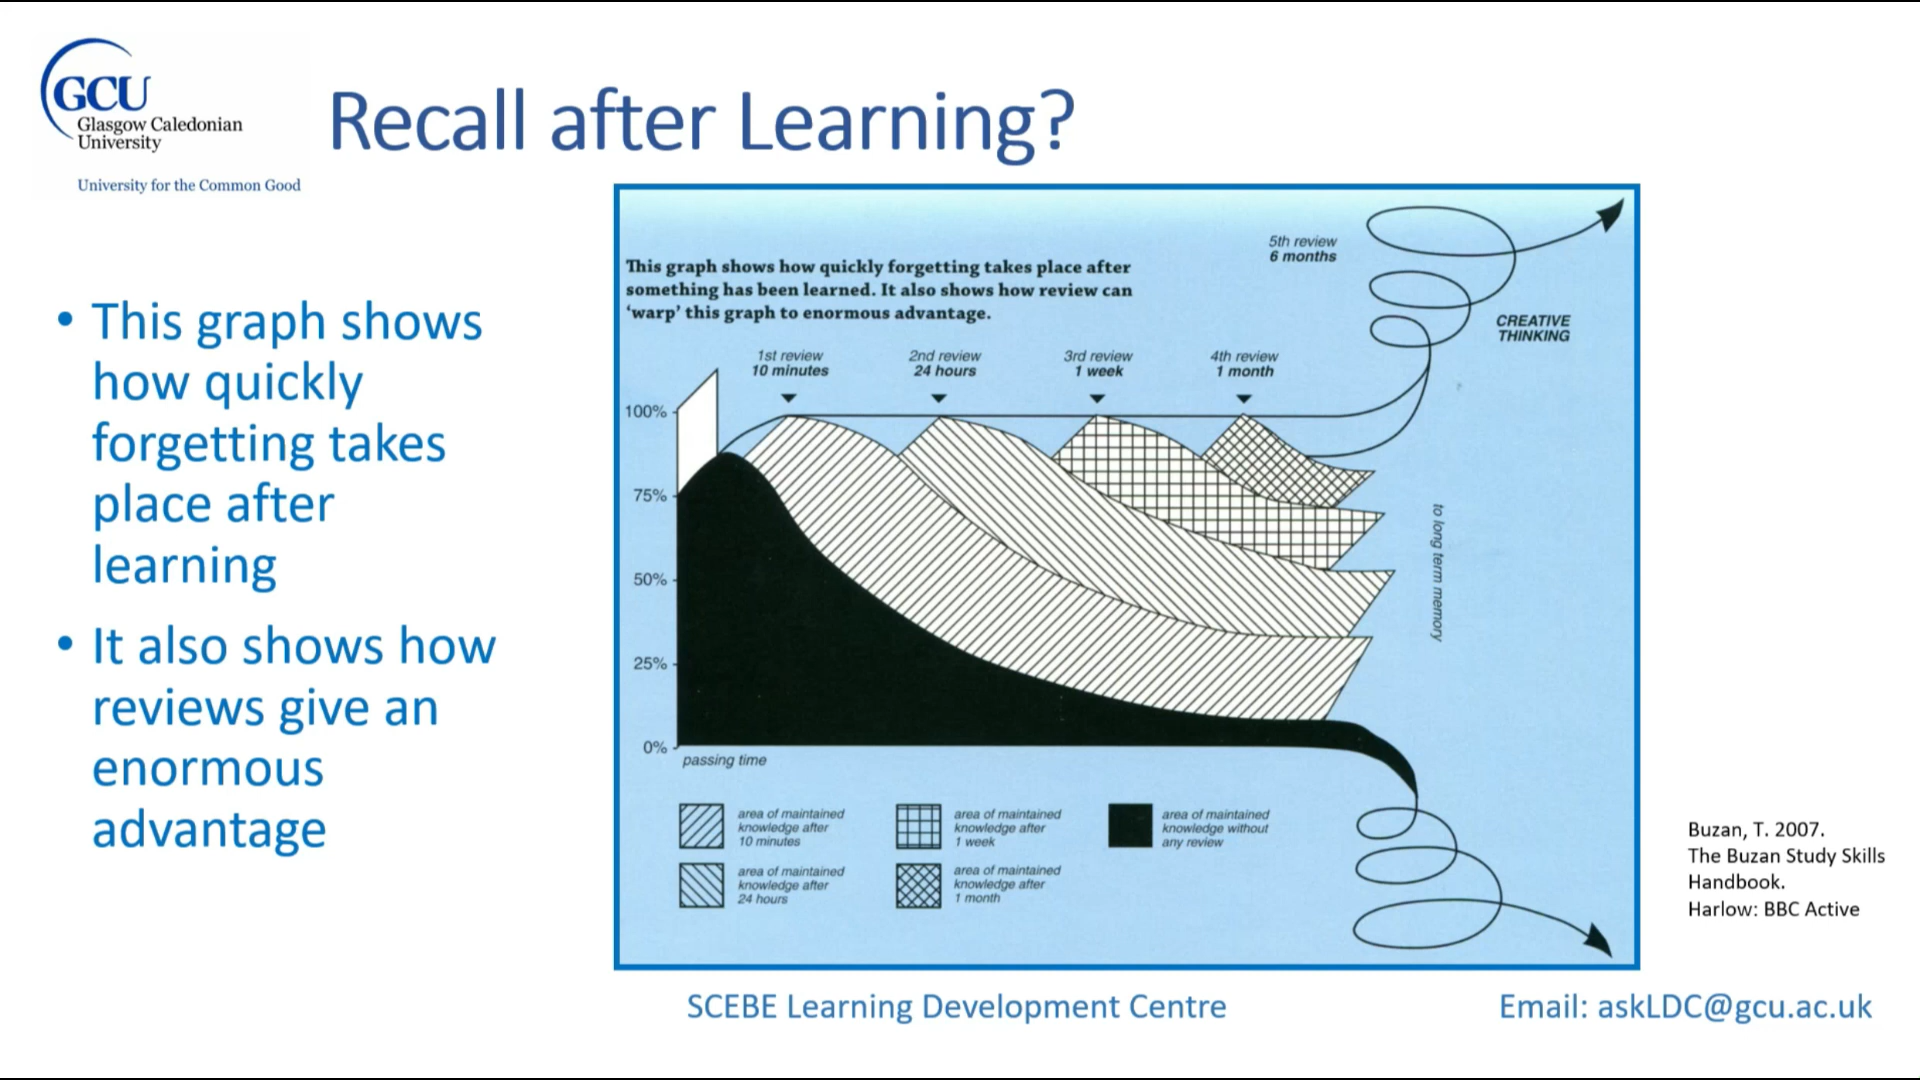 GCU
Glasgow Caledonian
University
University for the Common Good
Recall after Learning?
• This graph shows
how quickly
forgetting takes
place after
learning
• It also shows how
reviews give an
enormous
advantage
This graph shows how quickly forgetting takes place after
something has been learned. It also shows how review can
‘warp’ this graph to enormous advantage.
5th review
6 months
CREATIVE
THINKING
1st review
10 minutes
2nd review
24 hours
3rd review
1 week
4th review
1 month
100%
75%
50%
25%
0%
passing time
to long term memory
area of maintained
knowledge after
10 minutes
area of maintained
knowledge after
24 hours
area of maintained
knowledge after
1 week
area of maintained
knowledge after
1 month
area of maintained
knowledge without
any review
Buzan, T. 2007.
The Buzan Study Skills
Handbook.
Harlow: BBC Active
SCEBE Learning Development Centre
Email: askLDC@gcu.ac.uk